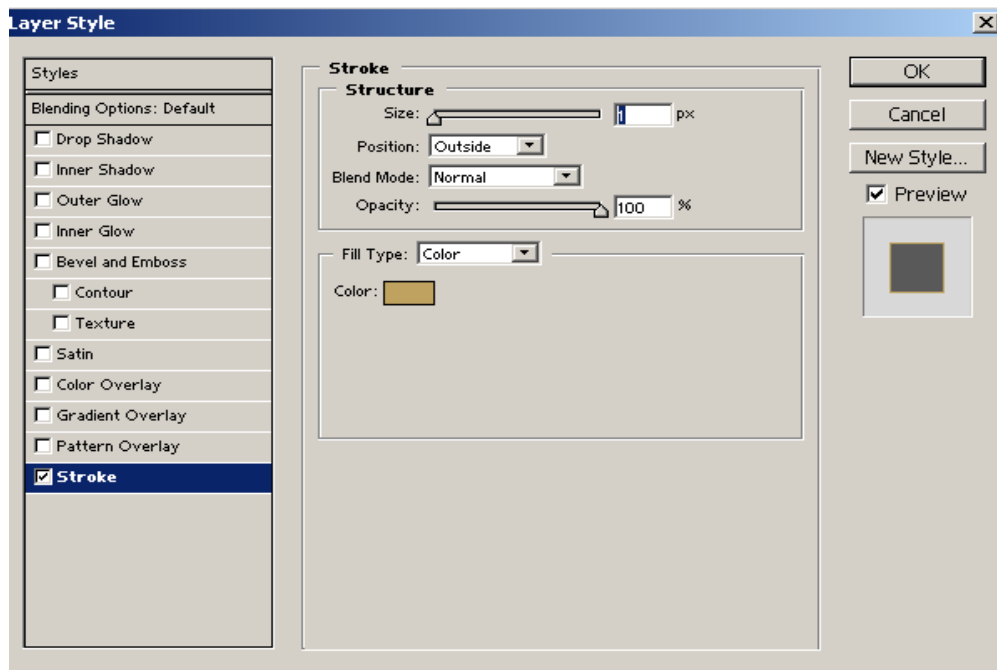 Layer Style
Styles
Blending Options: Default
Drop Shadow
Inner Shadow
Outer Glow
Inner Glow
Bevel and Emboss
Contour
Texture
Satin
Color Overlay
Gradient Overlay
Pattern Overlay
Stroke
Stroke
Structure
Size: 1 px
Position: Outside
Blend Mode: Normal
Opacity: 100 %
Fill Type: Color
Color:
OK
Cancel
New Style...
Preview